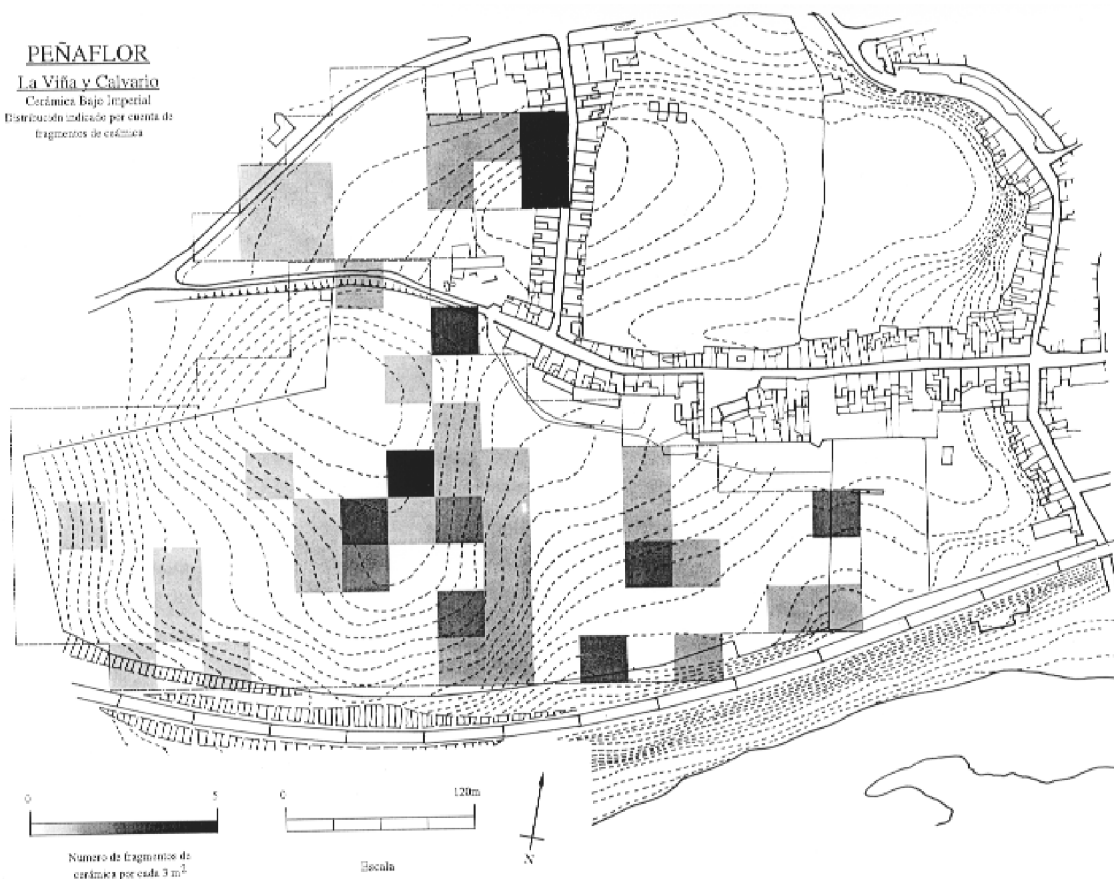 PEÑAFLOR
La Viña y Calvario
Cerámica Bajo Imperial
Distribución indicado por cuenta de
fragmentos de cerámica
0 5
Numero de fragmentos de
cerámica por cada 3 m²
0 120m
Escala
N